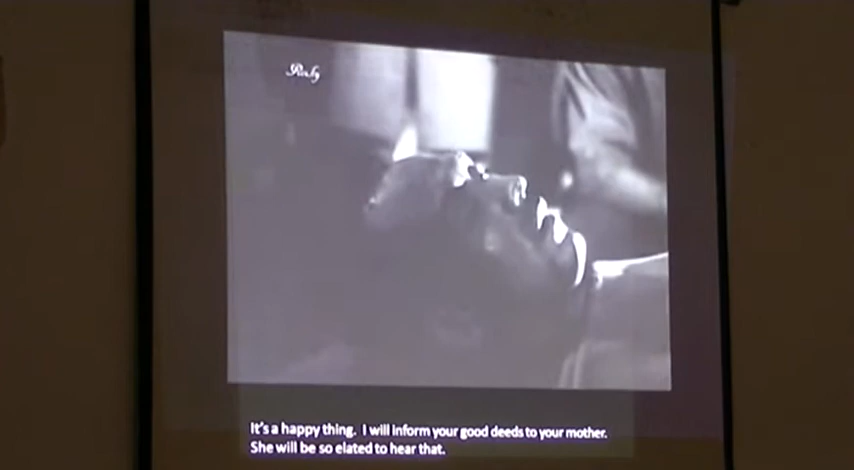 Ruby
It's a happy thing. I will inform your good deeds to your mother.
She will be so elated to hear that.